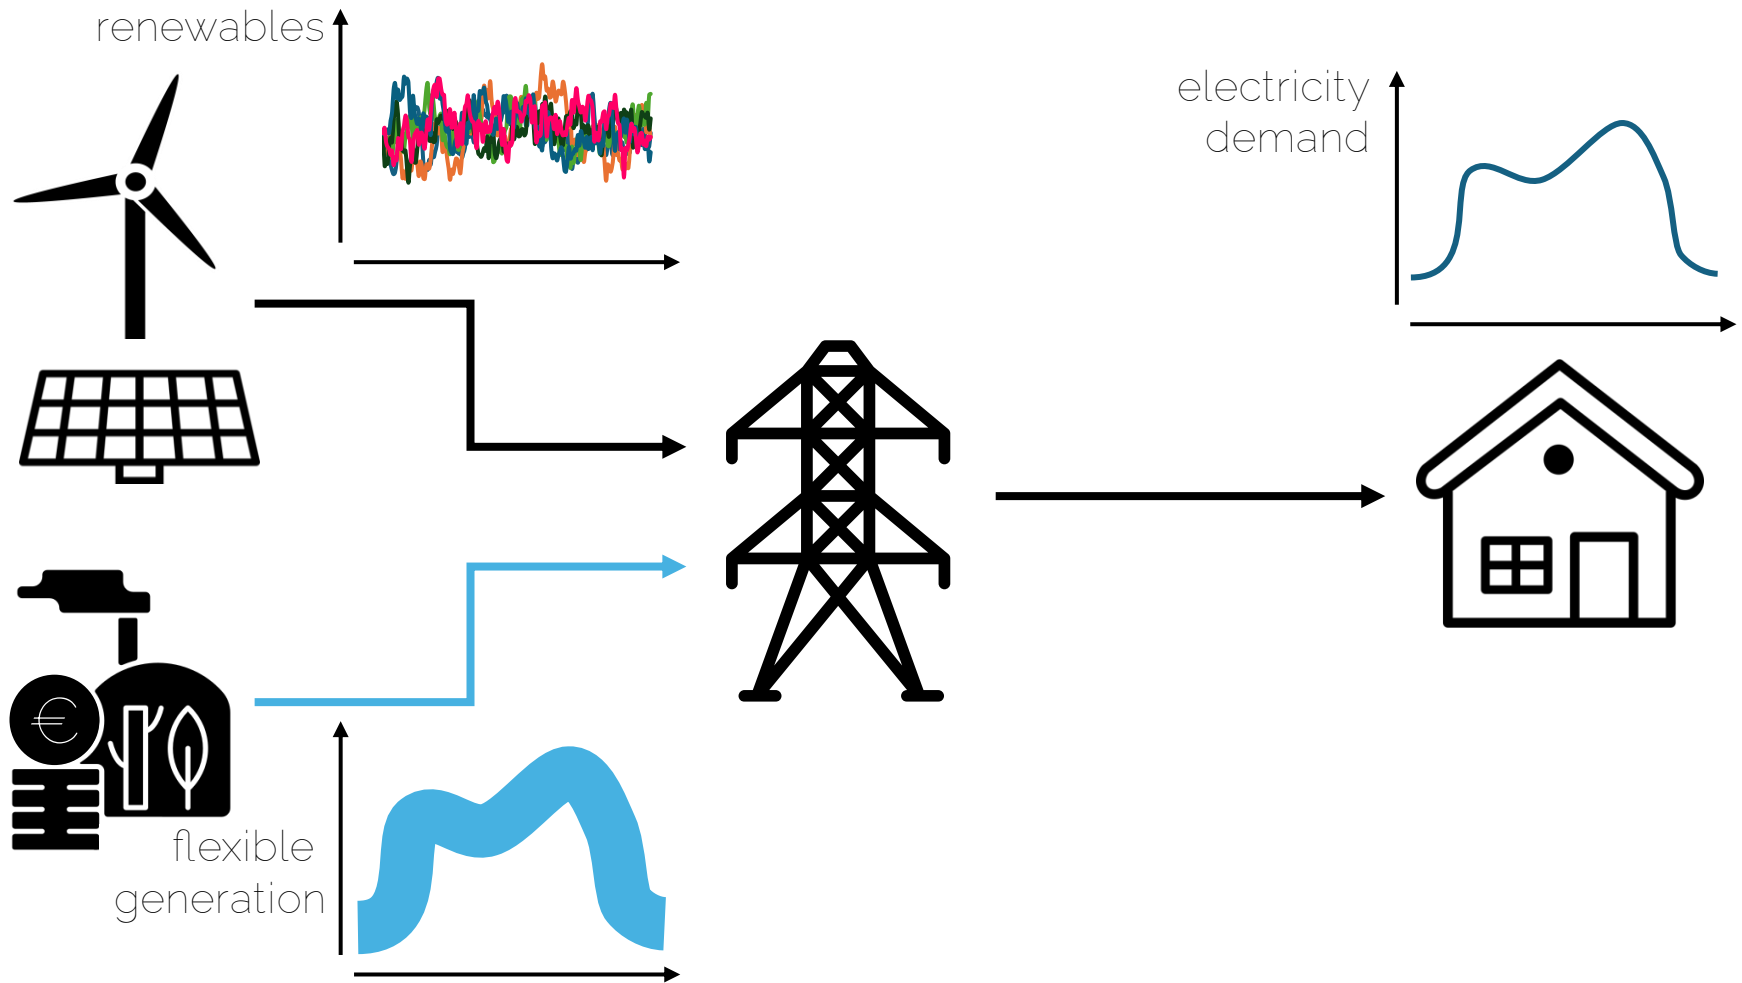 renewables
electricity
demand
€
flexible
generation